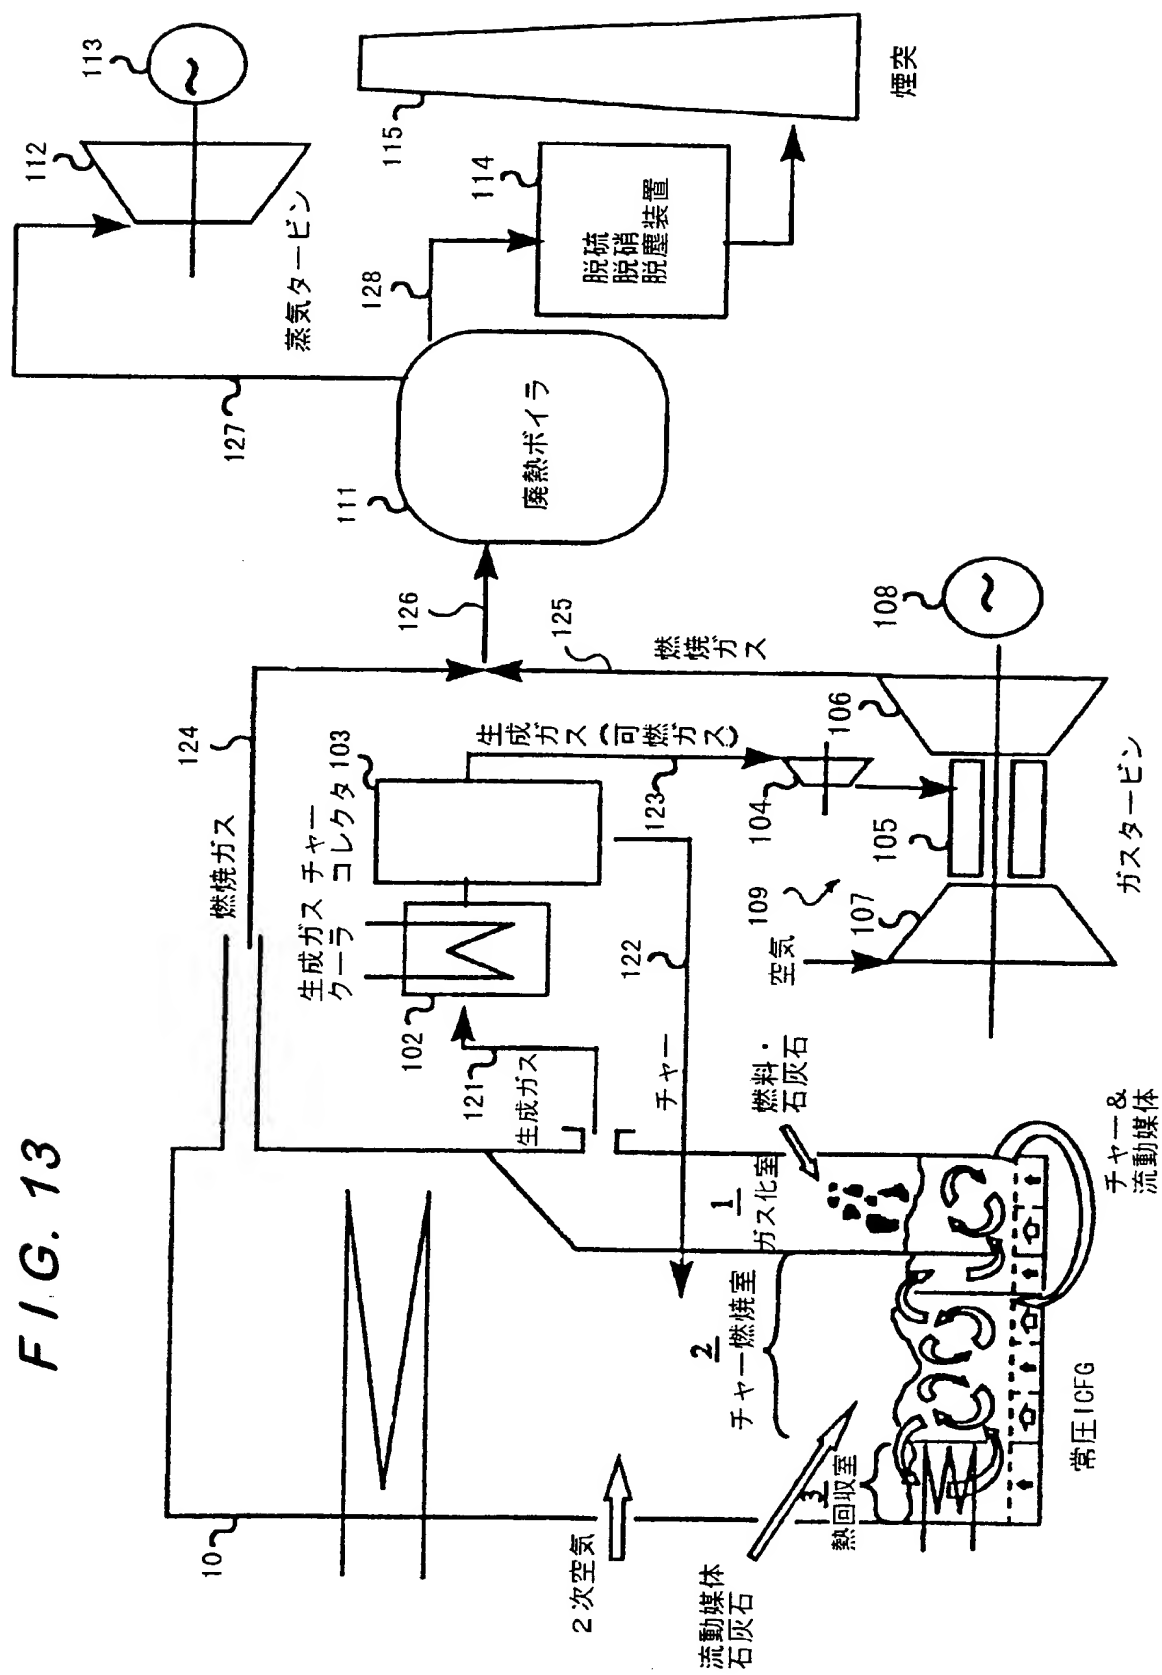 FIG. 13
10
2次空気
流動媒体
石灰石
3
熱回収室
2
チャー燃焼室
1
ガス化室
燃料・
石灰石
チャー&
流動媒体
常圧ICFG
燃焼ガス
124
生成ガス
121
生成ガス
クーラ
102
チャー
コレクタ
103
チャー
122
生成ガス(可燃ガス)
123
104
105
106
107
空気
109
108
ガスタービン
燃焼ガス
125
126
111
廃熱ボイラ
127
128
112
113
蒸気タービン
114
脱硫
脱硝
脱塵装置
115
煙突